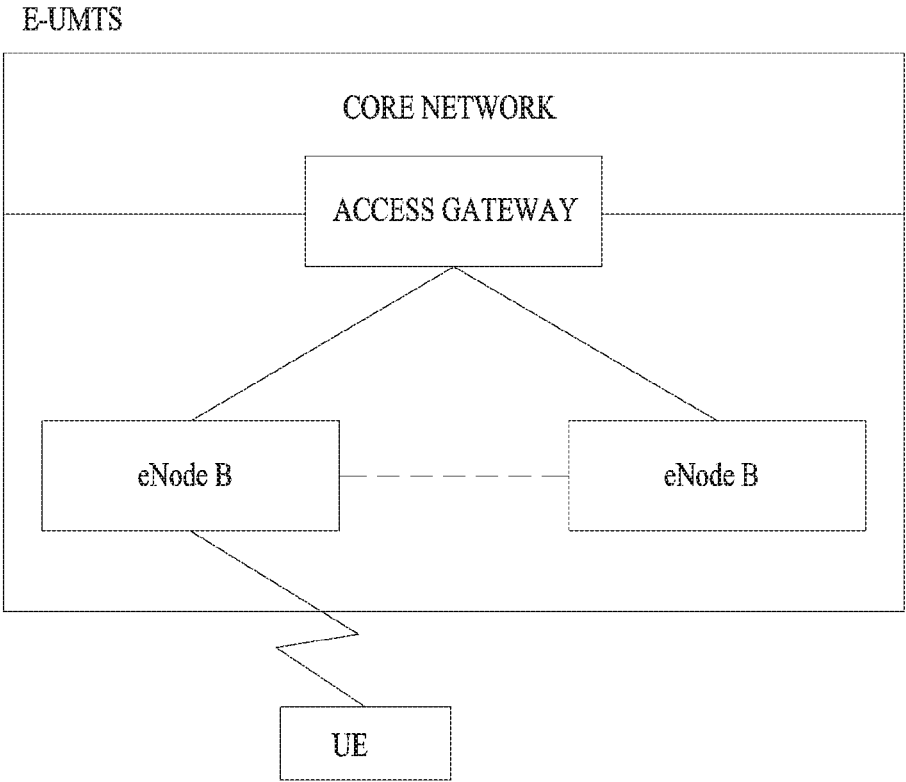 E-UMTS
CORE NETWORK
ACCESS GATEWAY
eNode B
eNode B
UE